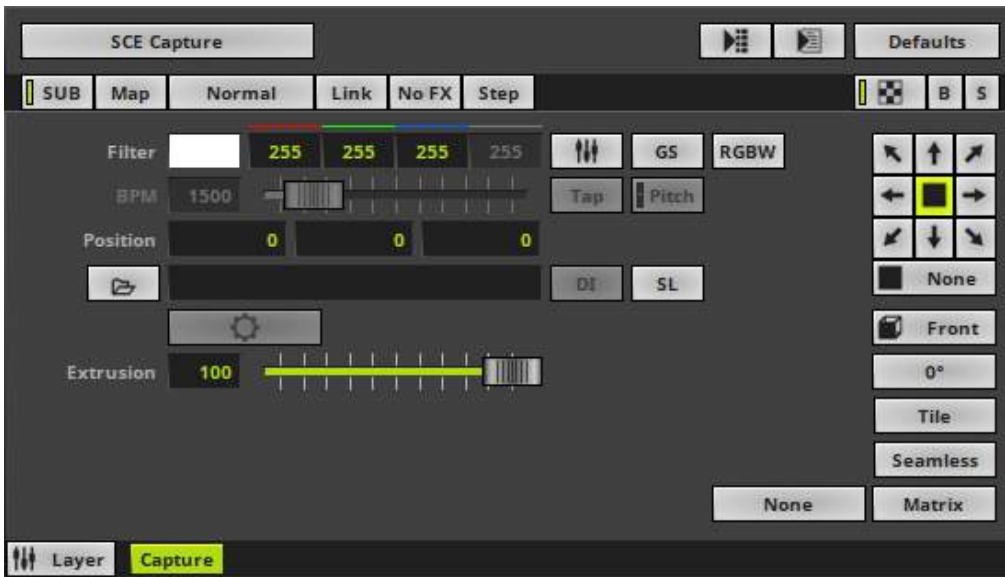 SCE Capture Defaults
SUB Map Normal Link No FX Step B S
Filter 255 255 255 255 GS RGBW
BPM 1500 Tap Pitch
Position 0 0 0
DI SL
None
Front
Extrusion 100 0°
Tile
Seamless
None Matrix
Layer Capture